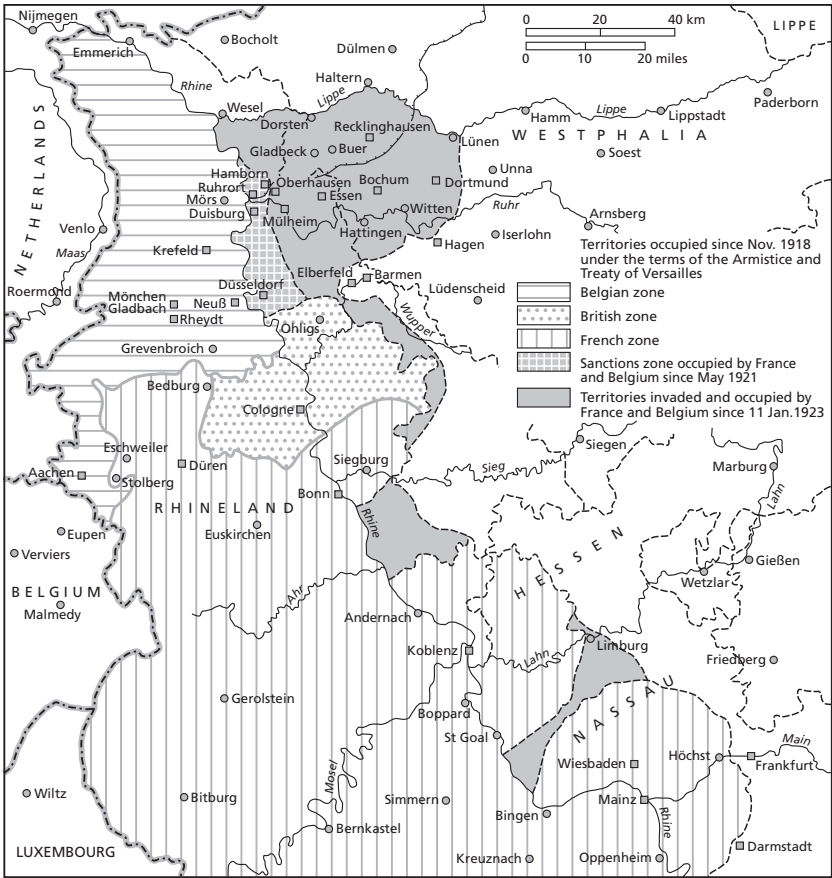 Nijmegen
Emmerich
Bocholt
Dülmen
0 20 40 km
0 10 20 miles
LIPPE
Haltern
Rhine
Lippe
Wesel
Dorsten
Recklinghausen
Gladbeck
Buer
Lünen
Hamm
Lippe
Lippstadt
Paderborn
WESTPHALIA
Soest
Unna
NETHERLANDS
Hamborn
Ruhrort
Oberhausen
Bochum
Dortmund
Mörs
Essen
Duisburg
Mülheim
Witten
Ruhr
Arnsberg
Hattingen
Venlo
Maas
Krefeld
Hagen
Iserlohn
Elberfeld
Barmen
Roermond
Düsseldorf
Lüdenscheid
Mönchen
Gladbach
Neuß
Rheydt
Ohligs
Wupper
Grevenbroich
Territories occupied since Nov. 1918
under the terms of the Armistice and
Treaty of Versailles
Belgian zone
British zone
French zone
Sanctions zone occupied by France
and Belgium since May 1921
Territories invaded and occupied by
France and Belgium since 11 Jan.1923
Bedburg
Cologne
Eschweiler
Aachen
Stolberg
Düren
Siegburg
Sieg
Siegen
Marburg
Lahn
Bonn
RHINELAND
Rhine
Eupen
Euskirchen
Verviers
HESSEN
Gießen
Wetzlar
BELGIUM
Malmedy
Ahr
Andernach
Koblenz
Lahn
Limburg
Friedberg
NASSAU
Gerolstein
Boppard
St Goal
Mosel
Wiesbaden
Höchst
Main
Frankfurt
Wiltz
Bitburg
Simmern
Mainz
Bingen
Rhine
Bernkastel
LUXEMBOURG
Kreuznach
Oppenheim
Darmstadt